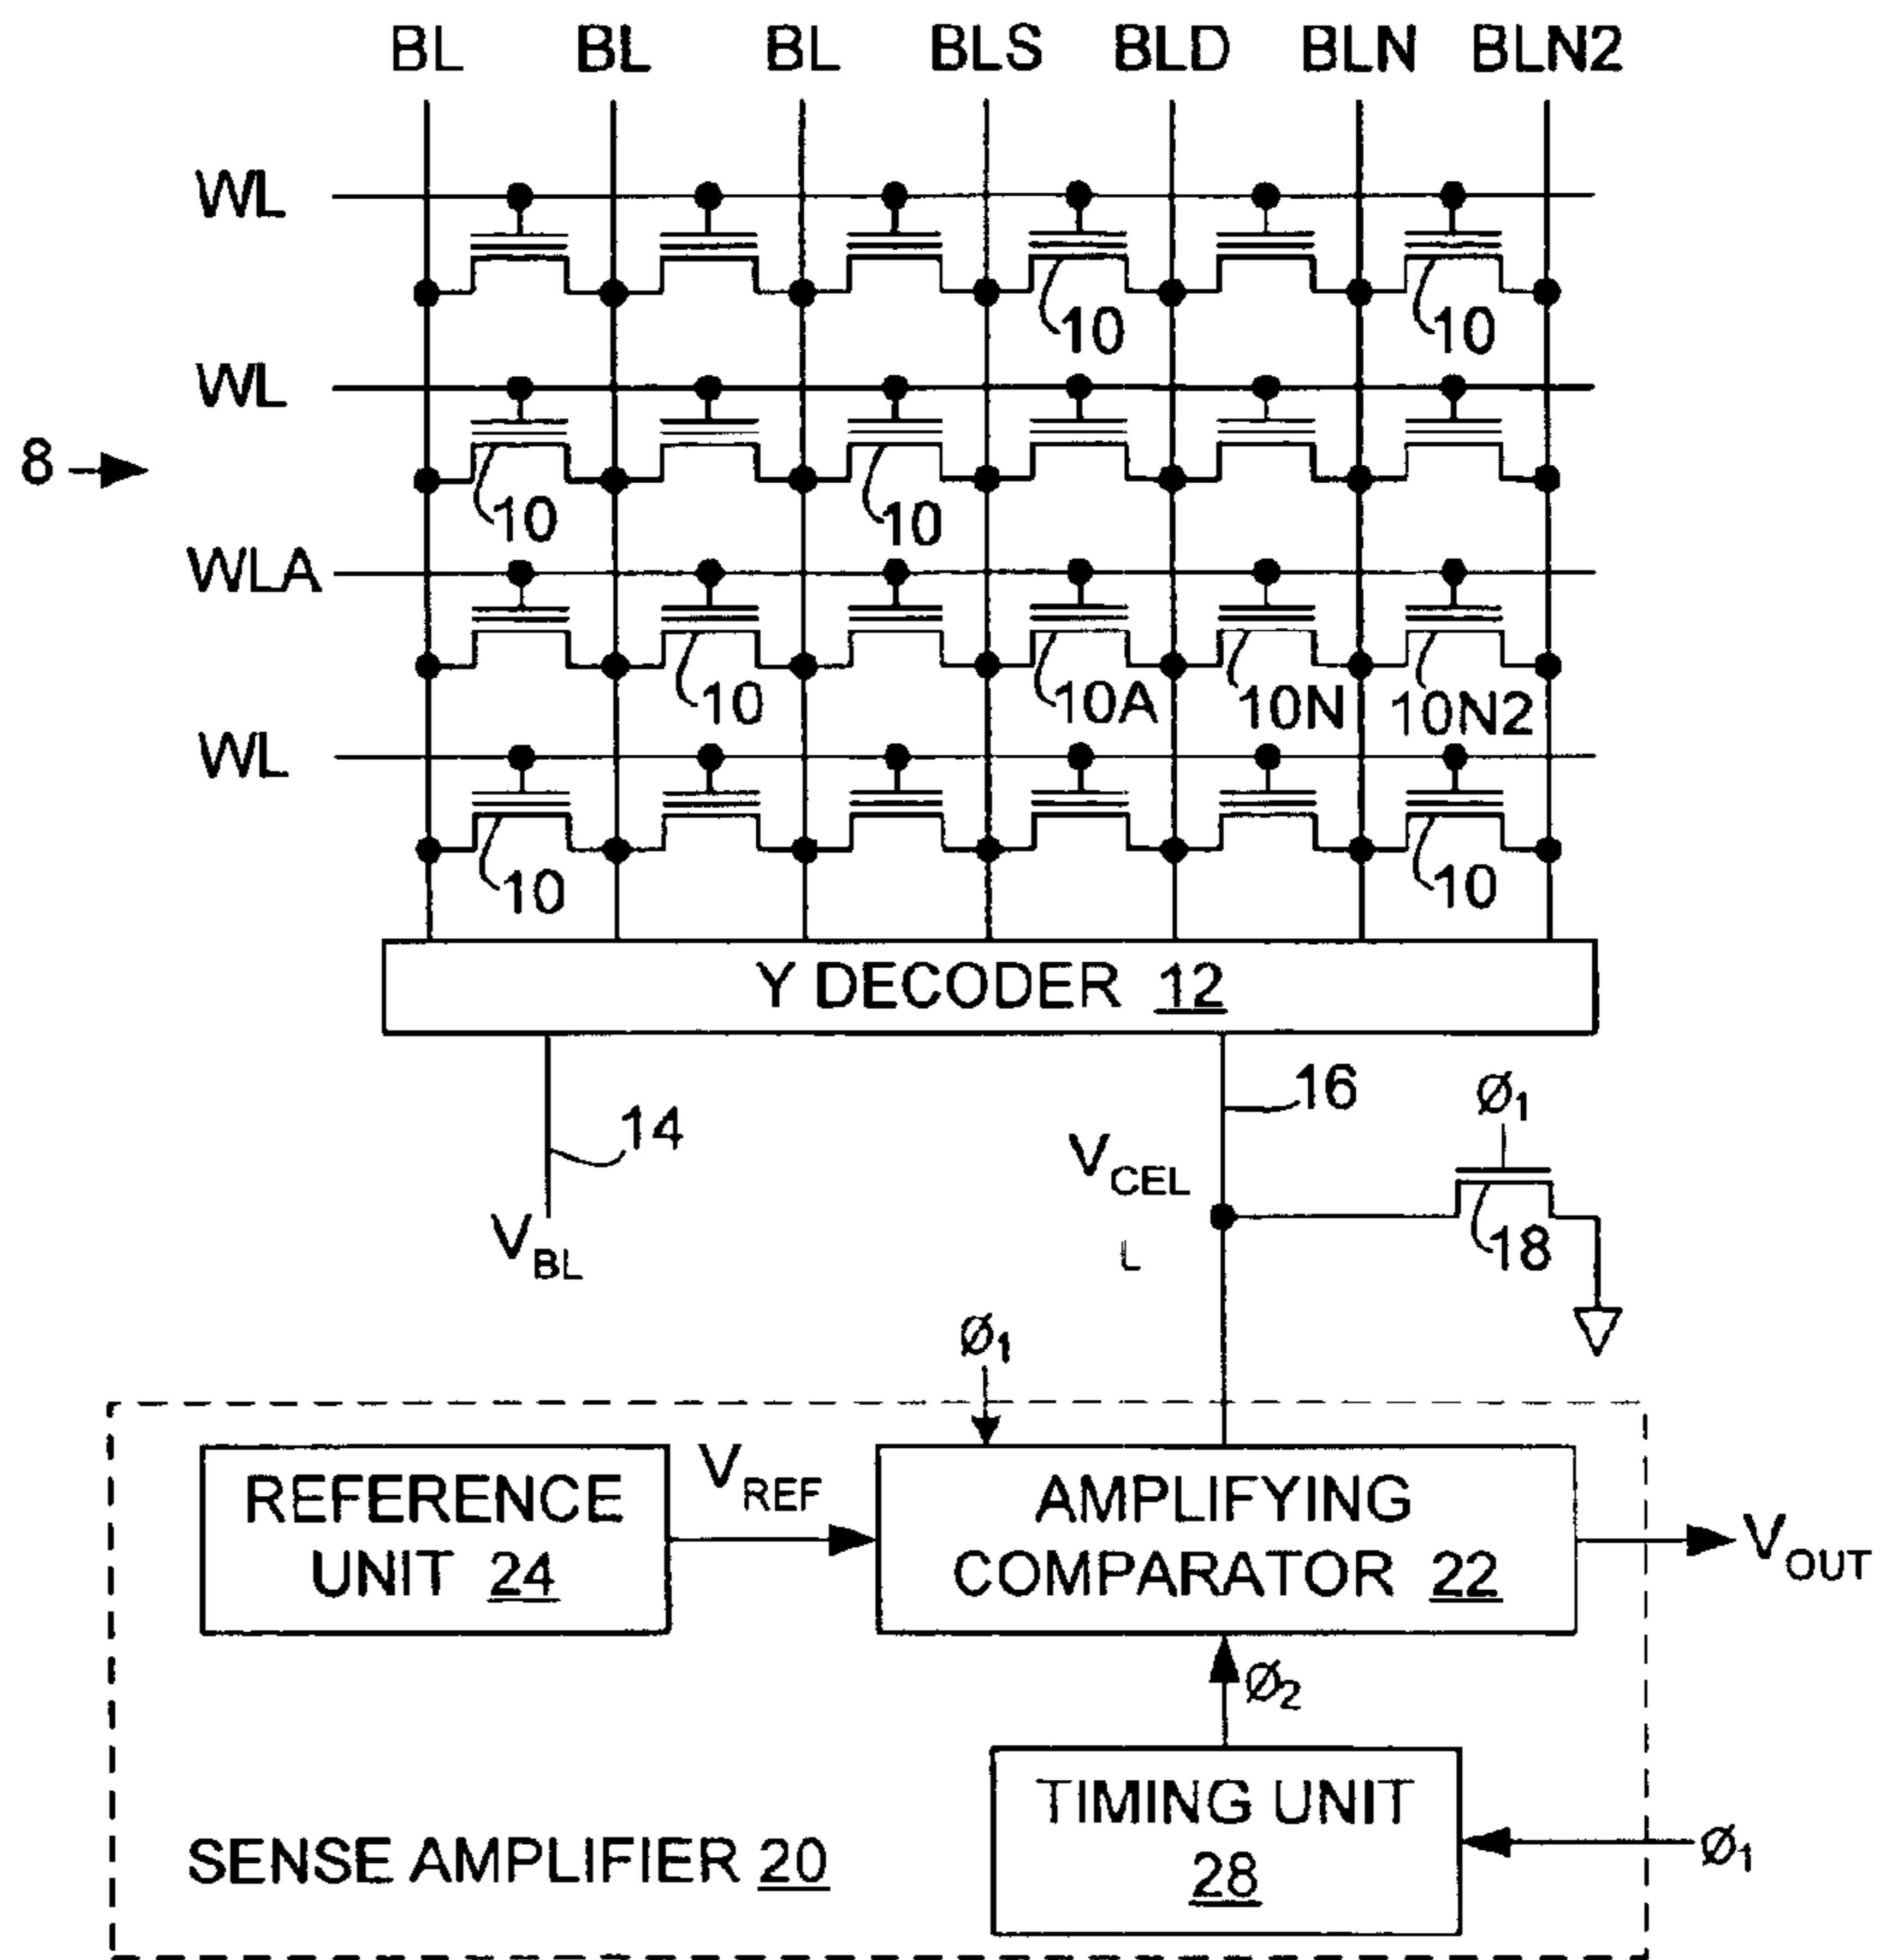 BL BL BL BLS BLD BLN BLN2
WL
10 10
WL
8
10 10
WLA
10 10A 10N 10N2
WL
10 10
Y DECODER 12
16
Ø1
14
VCEL
L
18
VBL
Ø1
REFERENCE
UNIT 24
VREF
AMPLIFYING
COMPARATOR 22
VOUT
Ø2
TIMING UNIT
28
Ø1
SENSE AMPLIFIER 20